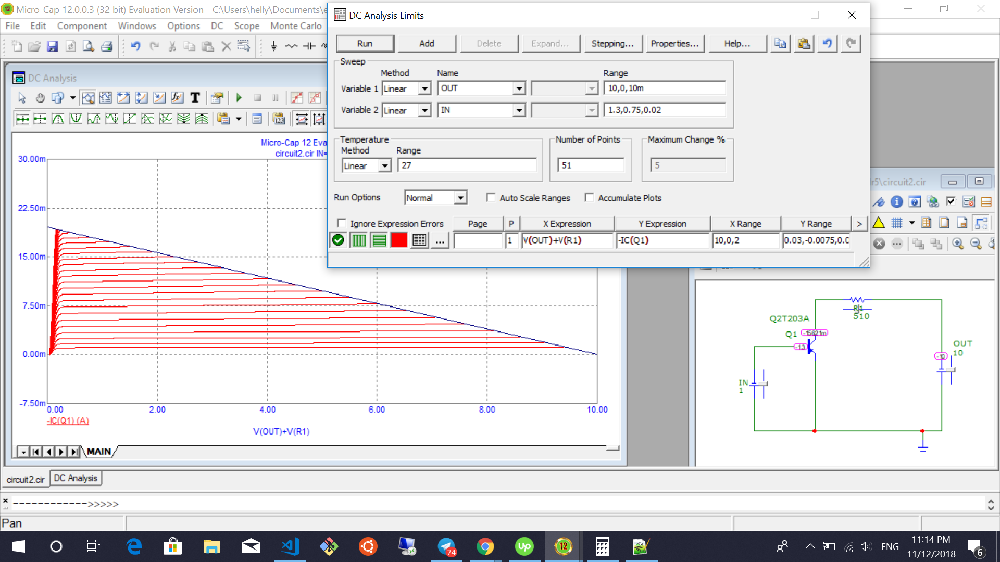 Micro-Cap 12.0.0.3 (32 bit) Evaluation Version - C:\Users\helly\Documents\e
File Edit Component Windows Options DC Scope Monte Carlo
DC Analysis
T
Micro-Cap 12 Eva
circuit2.cir IN=
30.00m
22.50m
15.00m
7.50m
0.00m
-7.50m
0.00 2.00 4.00 6.00 8.00 10.00
-IC(Q1) (A)
V(OUT)+V(R1)
MAIN
DC Analysis Limits
Run Add Delete Expand... Stepping... Properties... Help...
Sweep
Method Name Range
Variable 1 Linear OUT 10,0,10m
Variable 2 Linear IN 1.3,0.75,0.02
Temperature Number of Points Maximum Change %
Method Range
Linear 27 51 5
Run Options Normal Auto Scale Ranges Accumulate Plots
Ignore Expression Errors Page P X Expression Y Expression X Range Y Range >
... 1 V(OUT)+V(R1) -IC(Q1) 10,0,2 0.03,-0.0075,0.0
r5\circuit2.cir
R1
510
Q2T203A
Q1 -15.621m
-1.3
OUT
10
-10
IN
1
circuit2.cir DC Analysis
------------>>>>>
Pan
74
12
ENG
11:14 PM
11/12/2018
6